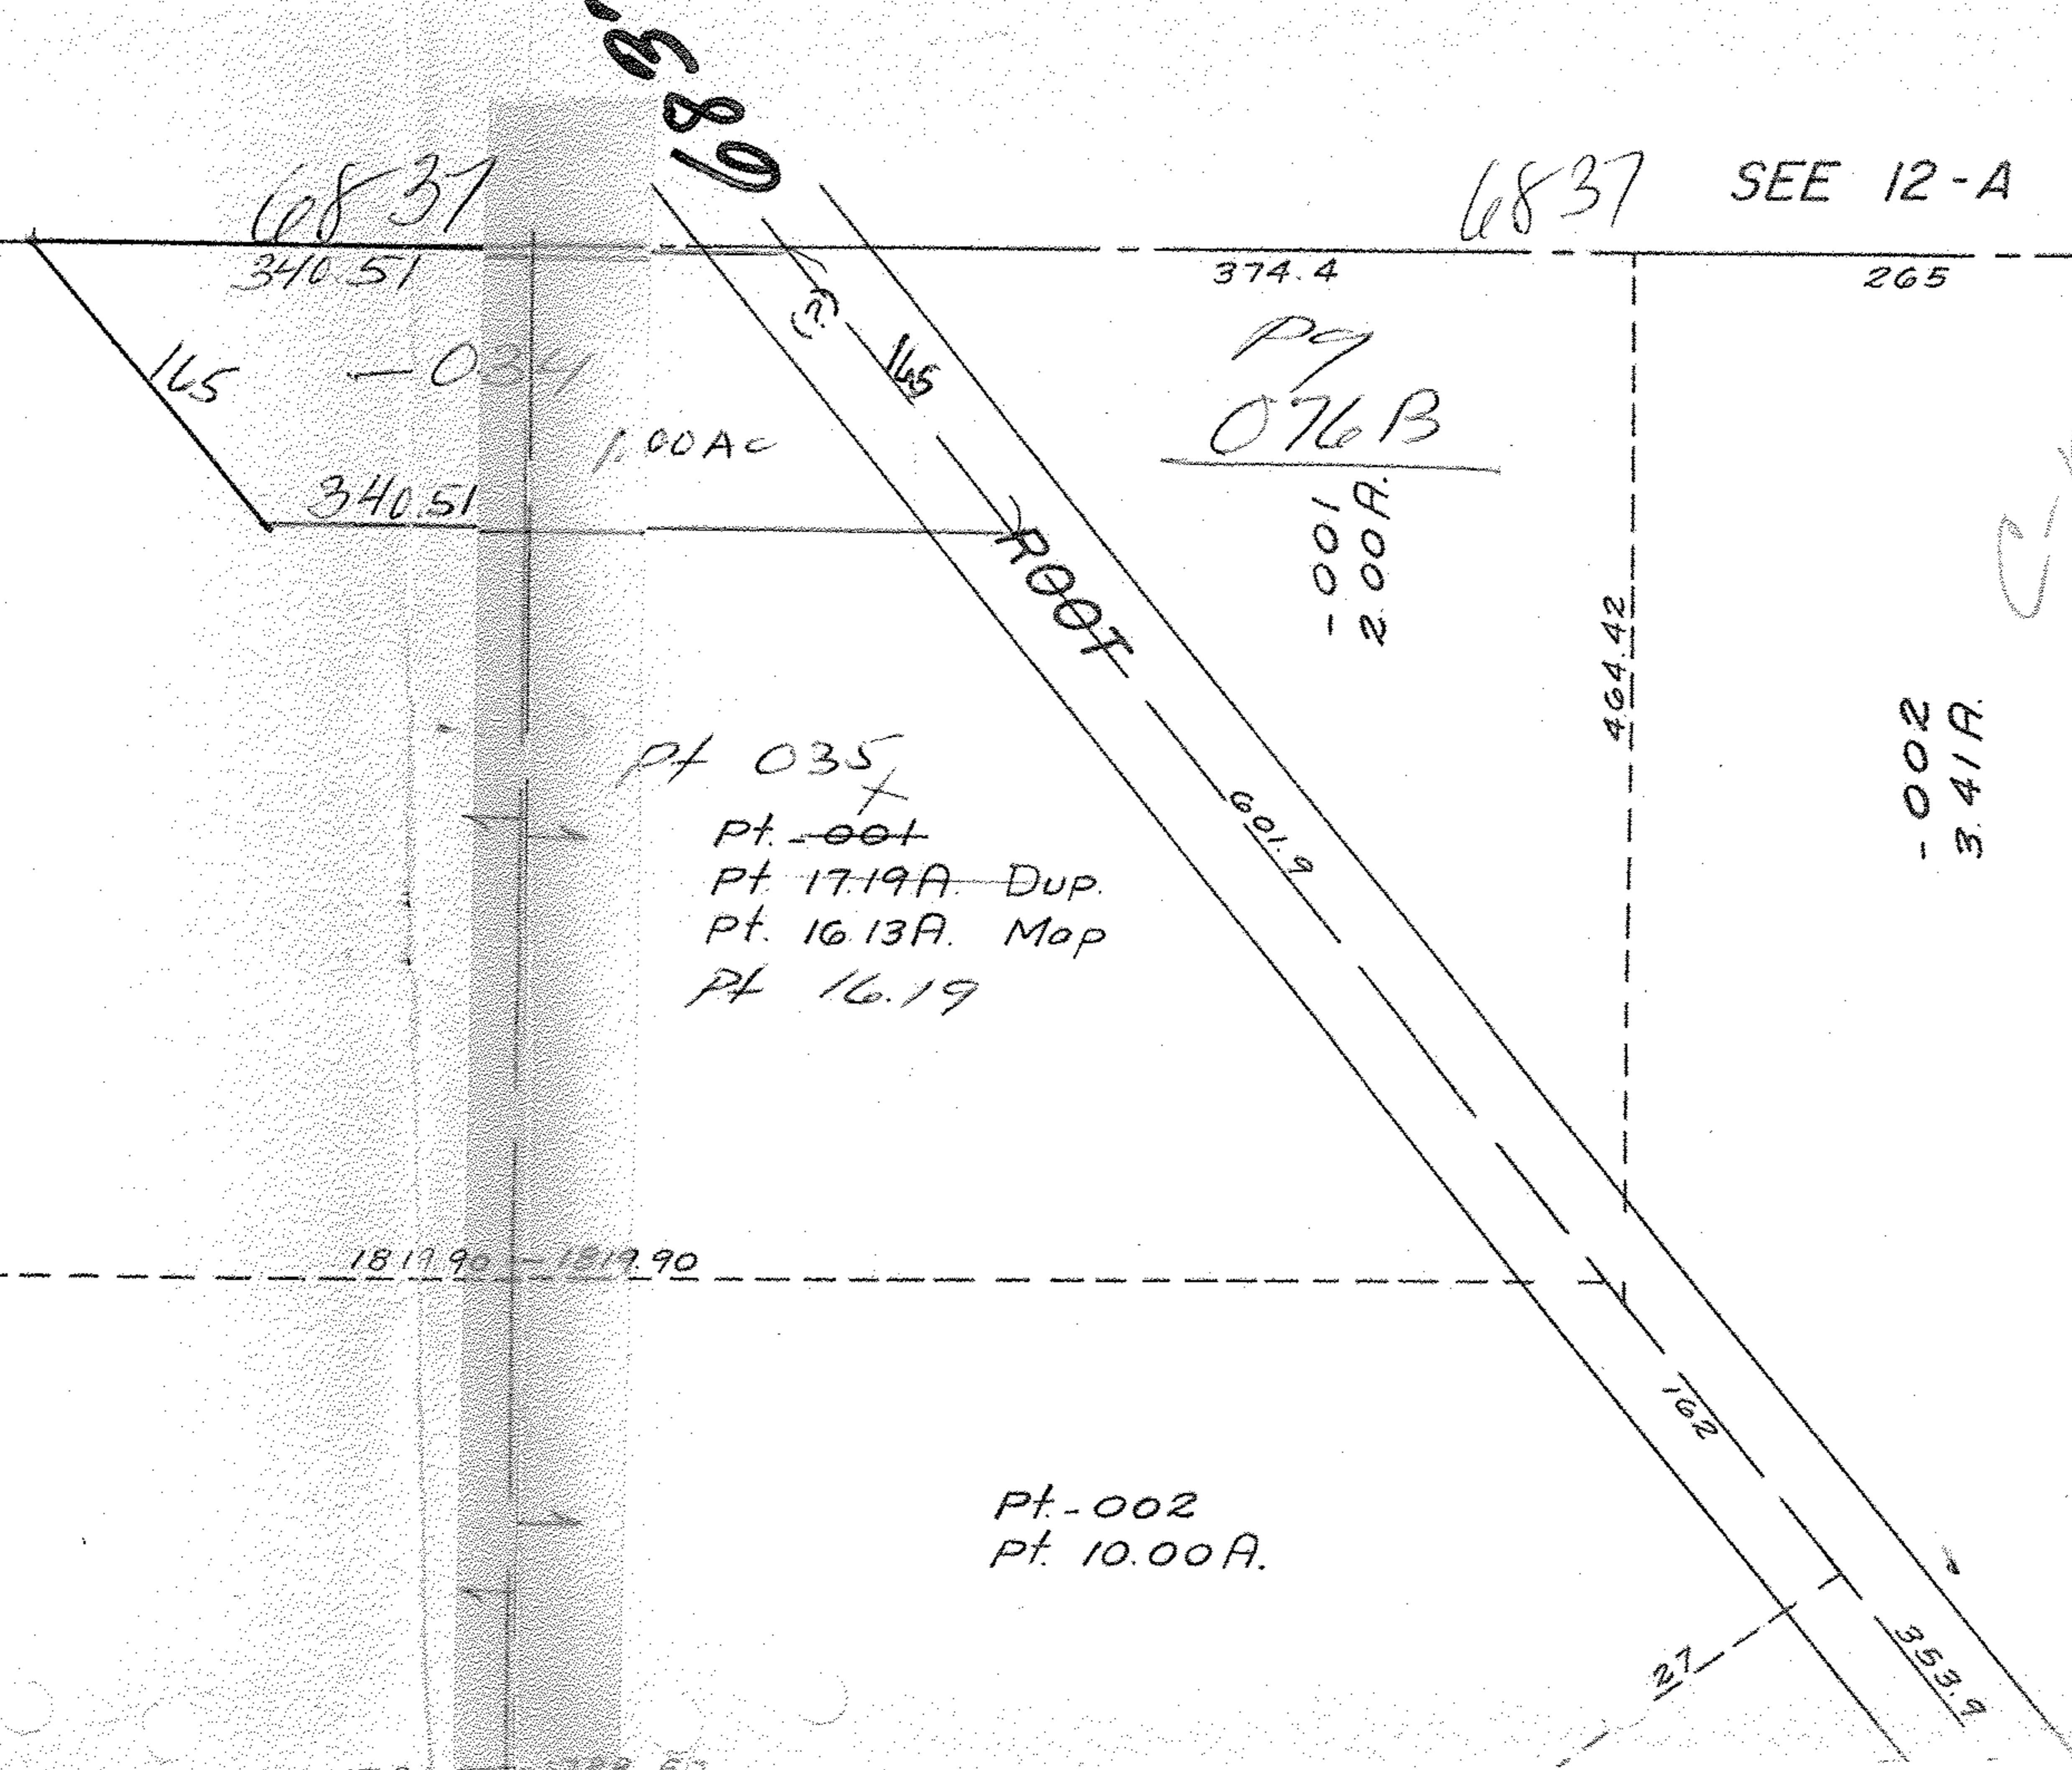 683
6837
6837
SEE 12-A
340.51
374.4
265
(?)
165
165
pg
076B
1.00Ac
340.51
-001
2.00A.
ROOT
464.42
-002
3.41A.
pt 035
Pt. -001
Pt 17.19A. Dup.
Pt. 16.13A. Map
Pt 16.19
601.9
1819.90 - 1819.90
162
Pt.-002
Pt. 10.00A.
27
353.9